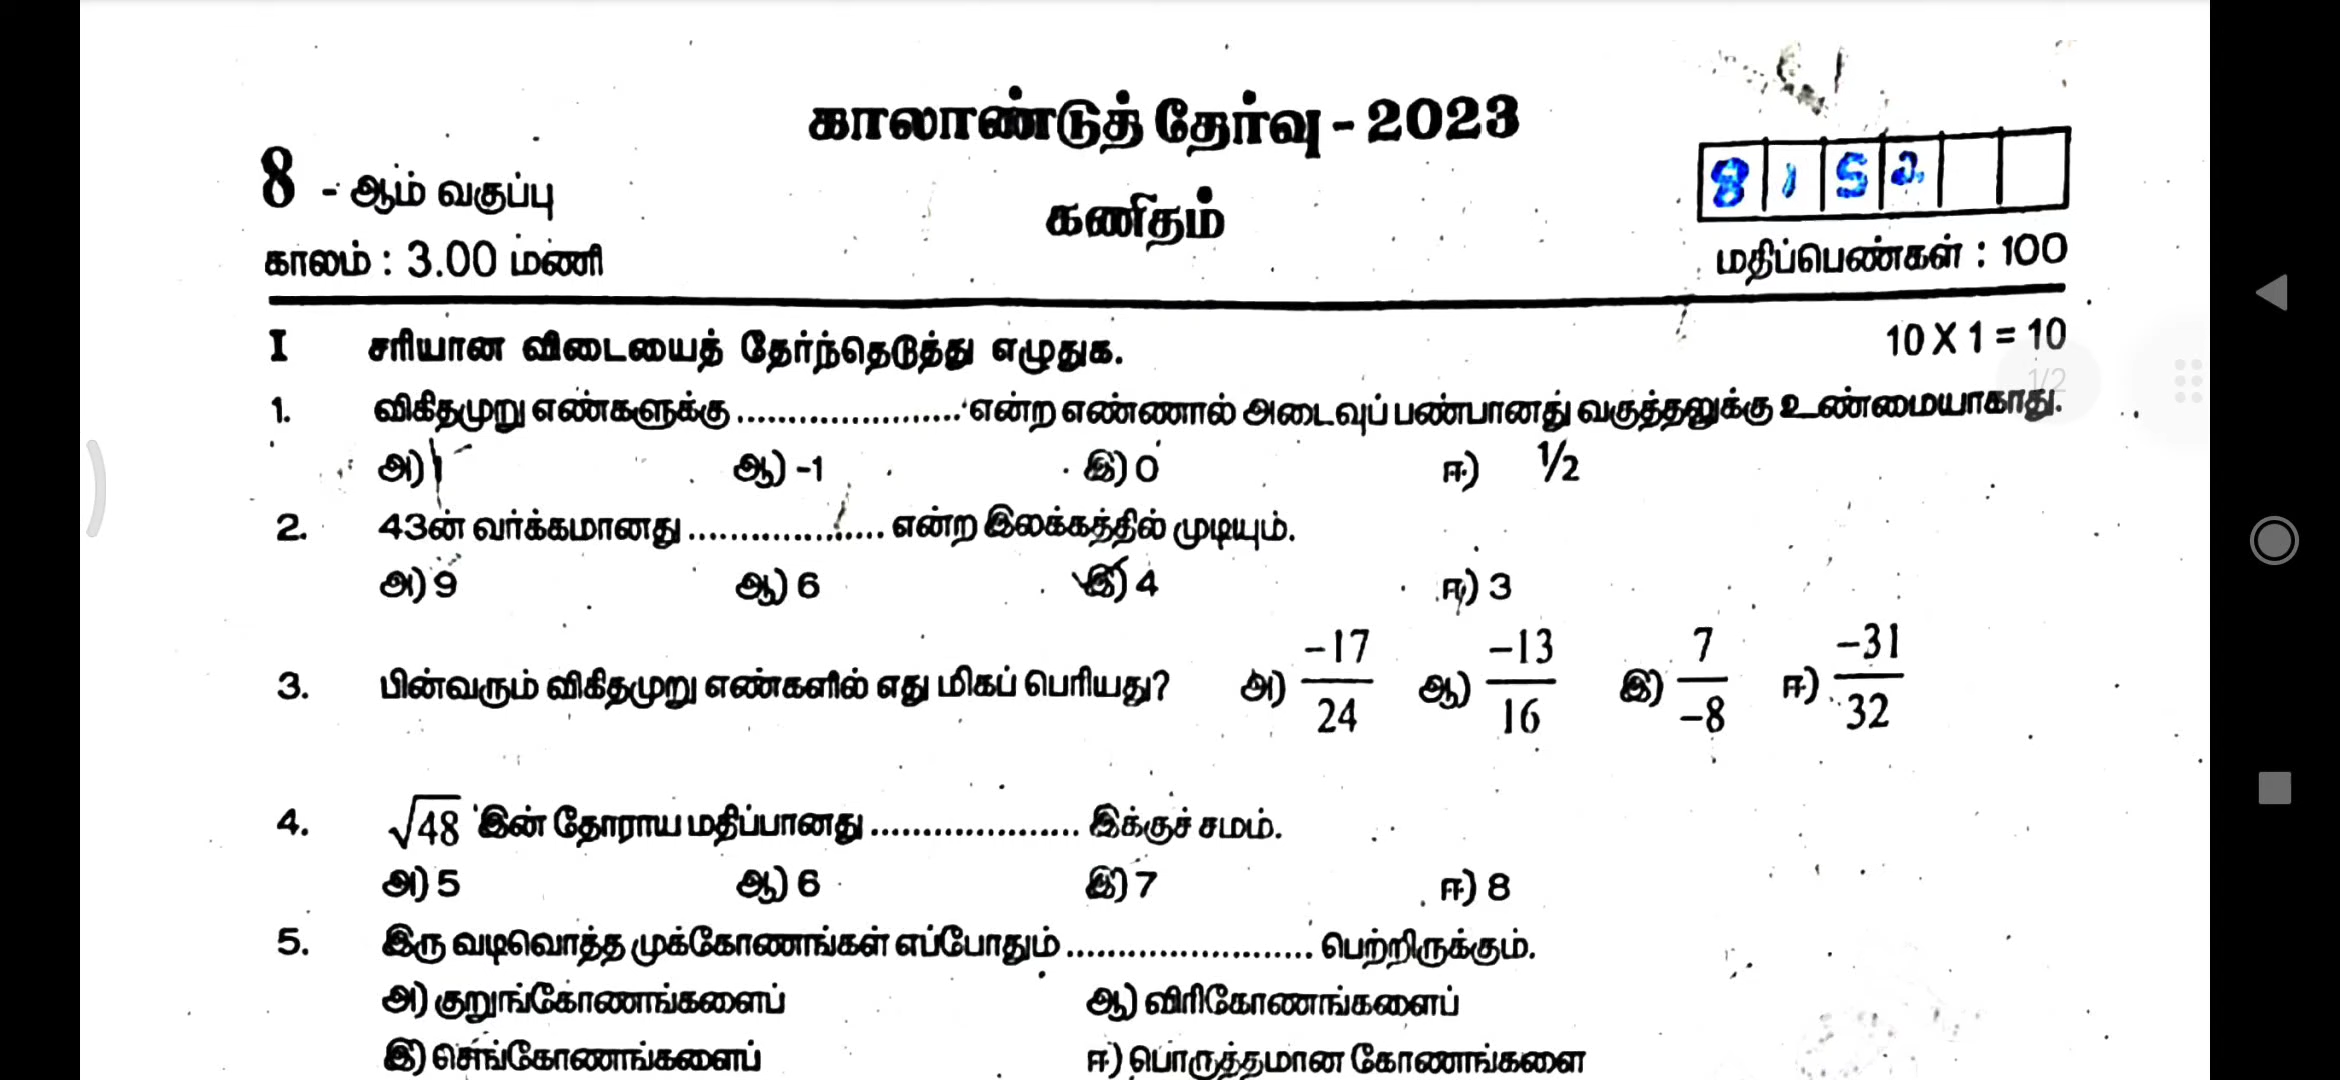 காலாண்டுத் தேர்வு - 2023
8 - ஆம் வகுப்பு
கணிதம்
காலம் : 3.00 மணி
மதிப்பெண்கள் : 100
I சரியான விடையைத் தேர்ந்தெடுத்து எழுதுக. 10 X 1 = 10
1/2
1. விகிதமுறு எண்களுக்கு ..................... என்ற எண்ணால் அடைவுப் பண்பானது வகுத்தலுக்கு உண்மையாகாது.
அ) 1 ஆ) -1 இ) 0 ஈ) 1/2
2. 43ன் வர்க்கமானது ................... என்ற இலக்கத்தில் முடியும்.
அ) 9 ஆ) 6 இ) 4 ஈ) 3
3. பின்வரும் விகிதமுறு எண்களில் எது மிகப் பெரியது? அ) -17/24 ஆ) -13/16 இ) 7/-8 ஈ) -31/32
4. √48 இன் தோராய மதிப்பானது .................... இக்குச் சமம்.
அ) 5 ஆ) 6 இ) 7 ஈ) 8
5. இரு வடிவொத்த முக்கோணங்கள் எப்போதும் ........................ பெற்றிருக்கும்.
அ) குறுங்கோணங்களைப் ஆ) விரிகோணங்களைப்
இ) செங்கோணங்களைப் ஈ) பொருத்தமான கோணங்களை